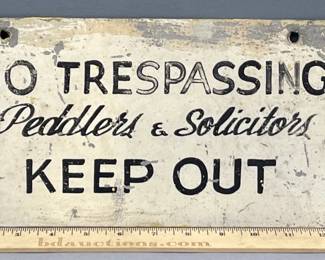 O TRESPASSING
Peddlers & Solicitors
KEEP OUT
bdauctions.com